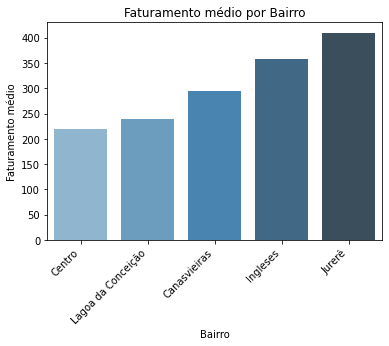 Faturamento médio por Bairro
Faturamento médio
400
350
300
250
200
150
100
50
0
Centro
Lagoa da Conceição
Canasvieiras
Ingleses
Jurerê
Bairro